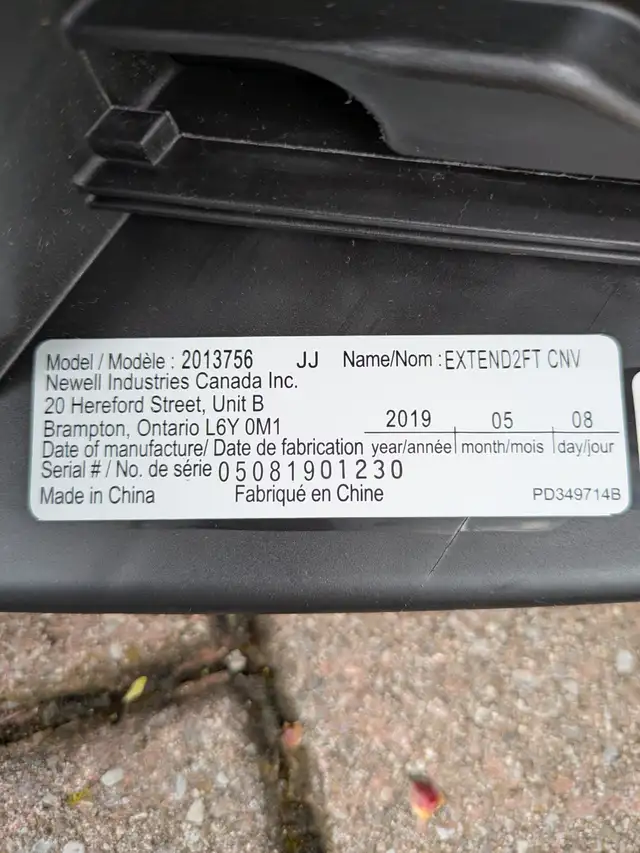 Model / Modèle : 2013756 JJ Name/Nom : EXTEND2FT CNV
Newell Industries Canada Inc.
20 Hereford Street, Unit B
Brampton, Ontario L6Y 0M1 2019 05 08
Date of manufacture/ Date de fabrication year/année month/mois day/jour
Serial # / No. de série 05081901230
Made in China Fabriqué en Chine PD349714B